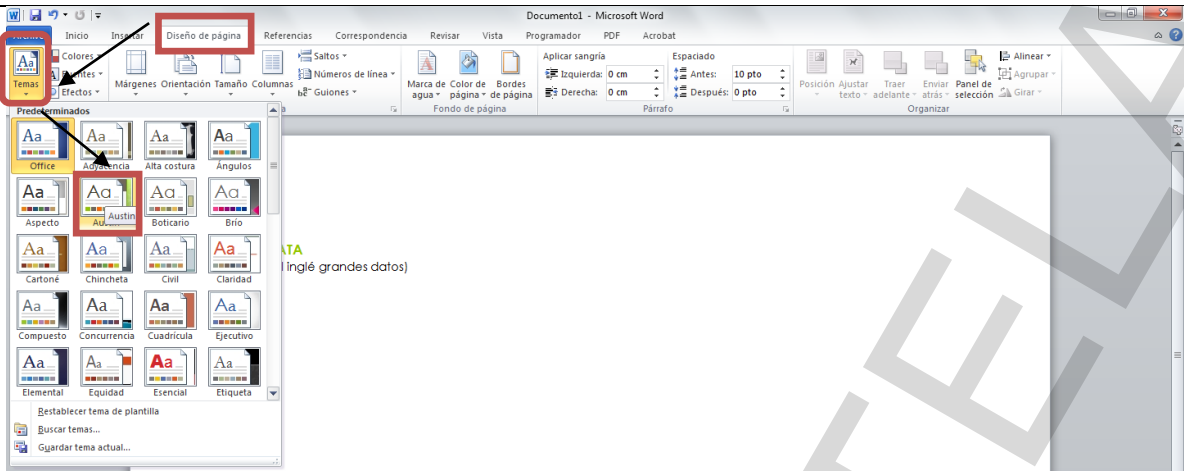 Documento1 - Microsoft Word
Archivo Inicio Insertar Diseño de página Referencias Correspondencia Revisar Vista Programador PDF Acrobat
Temas
Colores
Fuentes
Efectos
Márgenes Orientación Tamaño Columnas
Saltos
Números de línea
Guiones
Marca de agua Color de página Bordes de página
Fondo de página
Aplicar sangría
Izquierda: 0 cm
Derecha: 0 cm
Espaciado
Antes: 10 pto
Después: 0 pto
Párrafo
Posición Ajustar texto Traer adelante Enviar atrás Panel de selección
Alinear
Agrupar
Girar
Organizar
Predeterminados
Office Adyacencia Alta costura Ángulos
Aspecto Austin Boticario Brío
Austin
Cartoné Chincheta Civil Claridad
Compuesto Concurrencia Cuadrícula Ejecutivo
Elemental Equidad Esencial Etiqueta
Restablecer tema de plantilla
Buscar temas...
Guardar tema actual...
ATA
l inglé grandes datos)